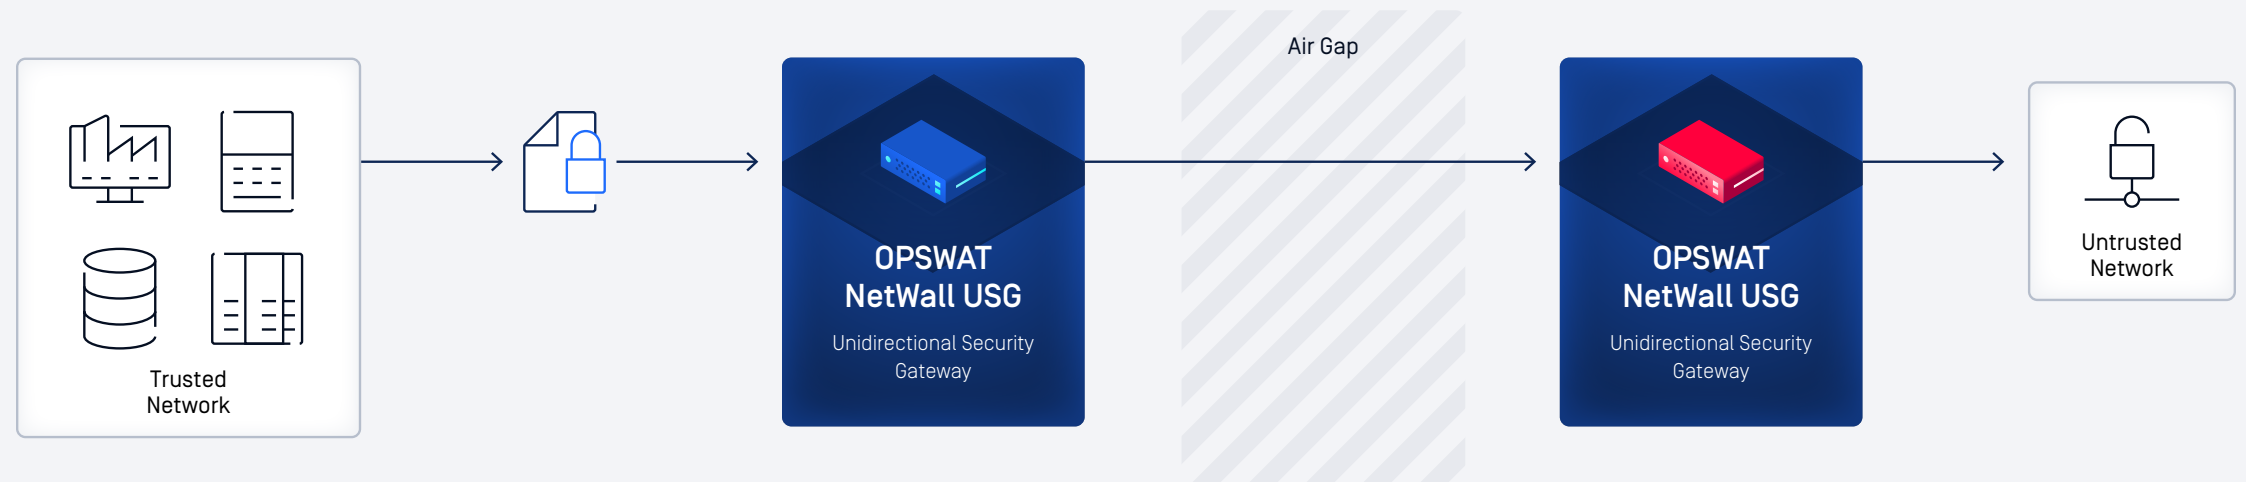 Air Gap
Trusted
Network
OPSWAT
NetWall USG
Unidirectional Security
Gateway
OPSWAT
NetWall USG
Unidirectional Security
Gateway
Untrusted
Network